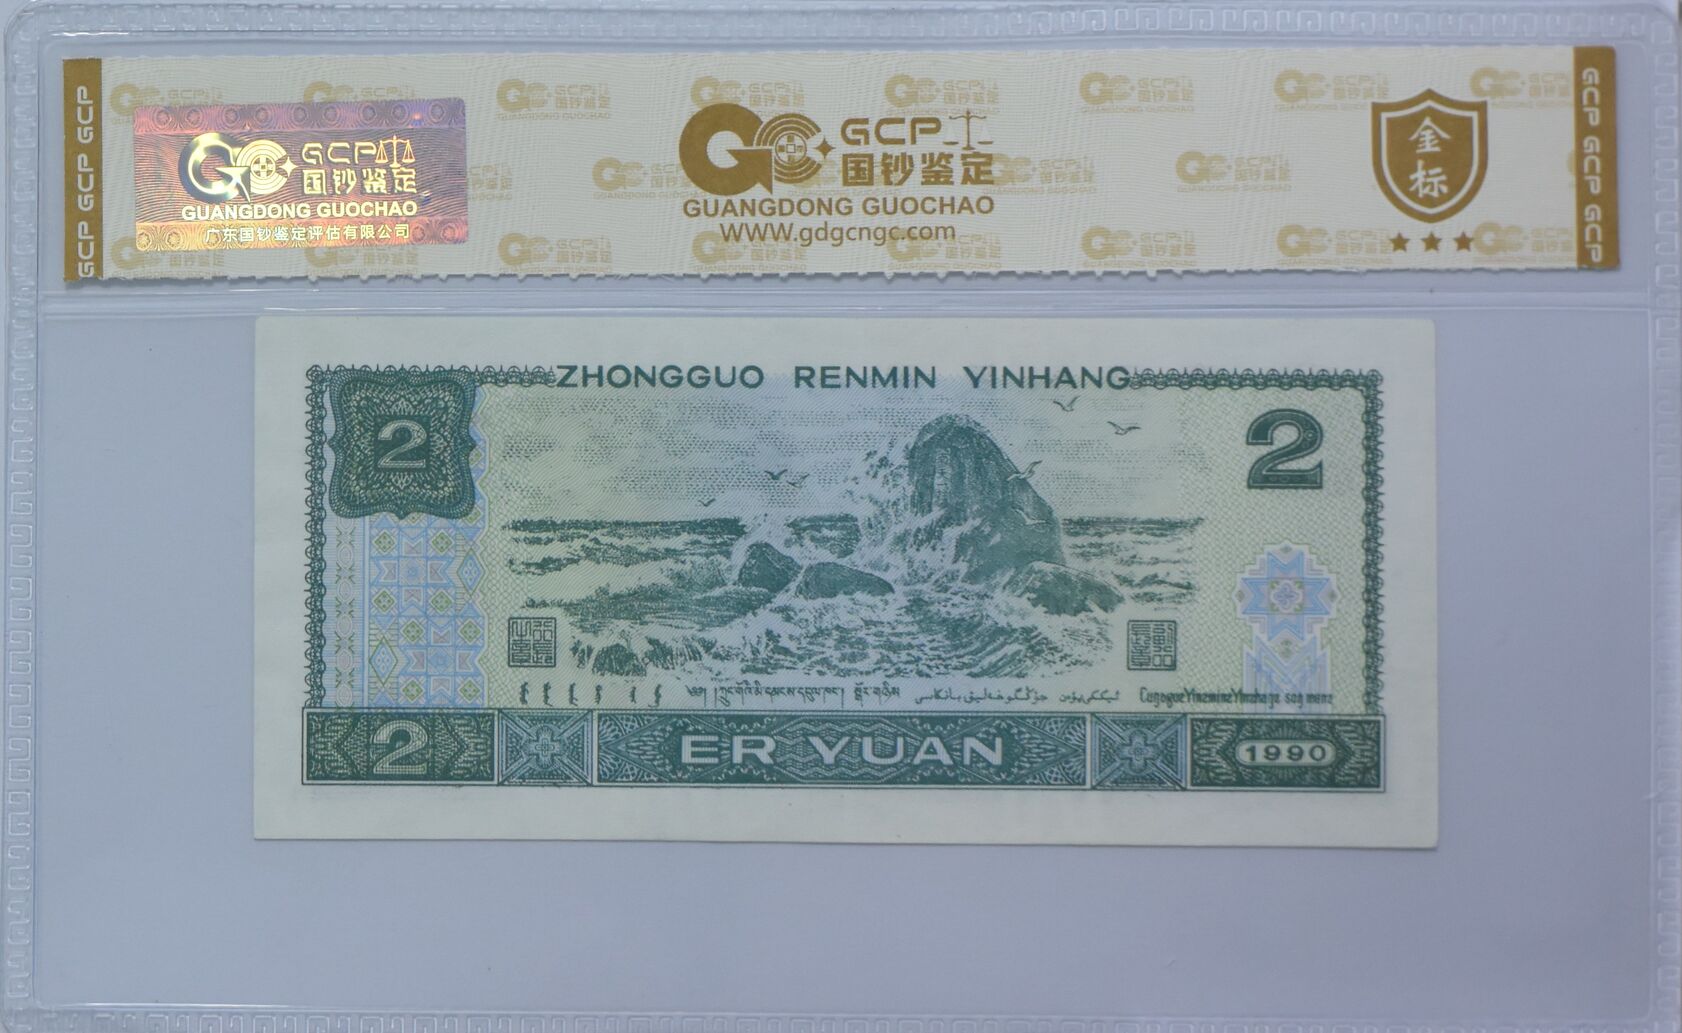 GCP GCP GCP
GCP
国钞鉴定
GUANGDONG GUOCHAO
广东国钞鉴定评估有限公司
GCP
国钞鉴定
GUANGDONG GUOCHAO
WWW.gdgcngc.com
金标
GCP GCP GCP
ZHONGGUO RENMIN YINHANG
2
2
2
ER YUAN
1990